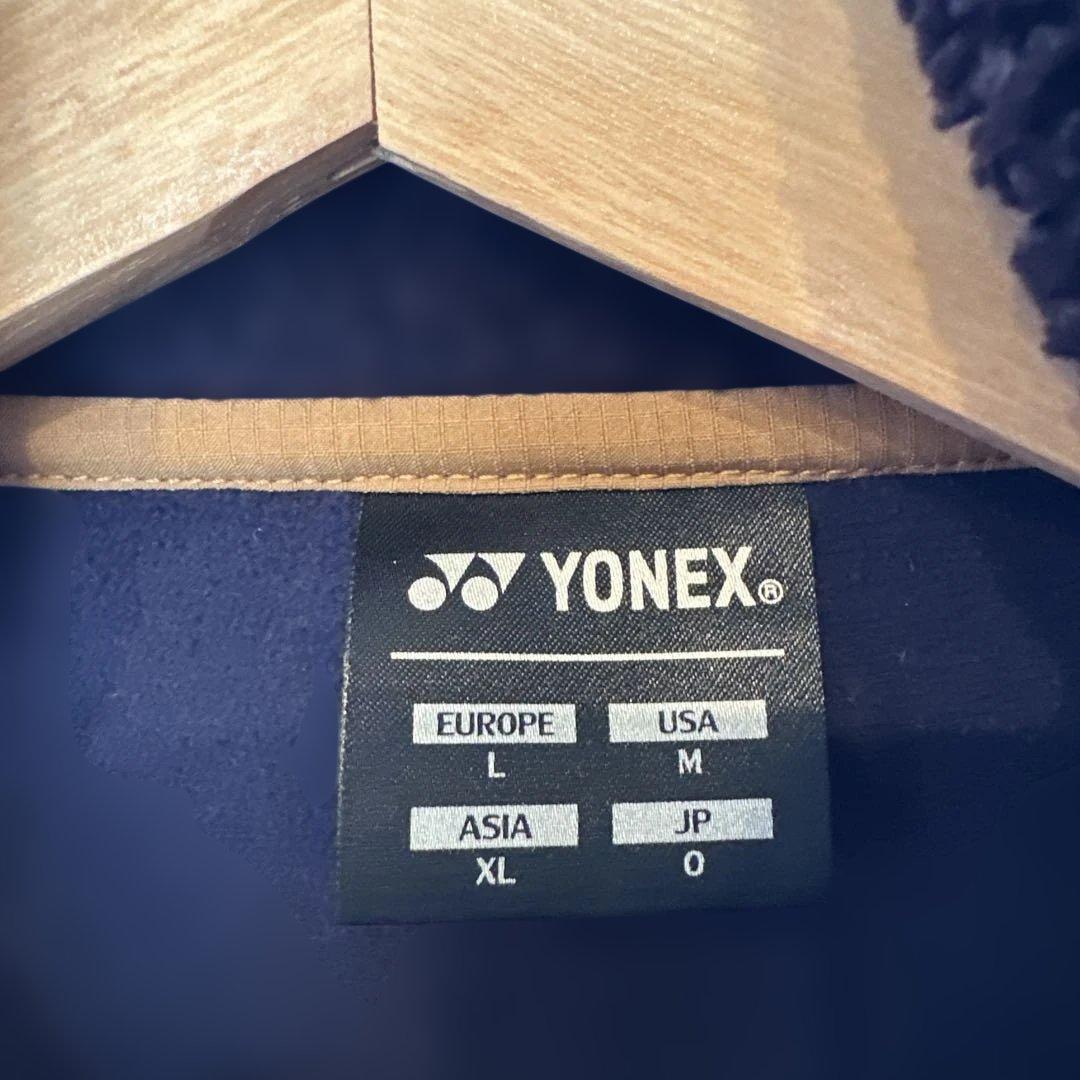 YONEX®
EUROPE USA
L M
ASIA JP
XL O